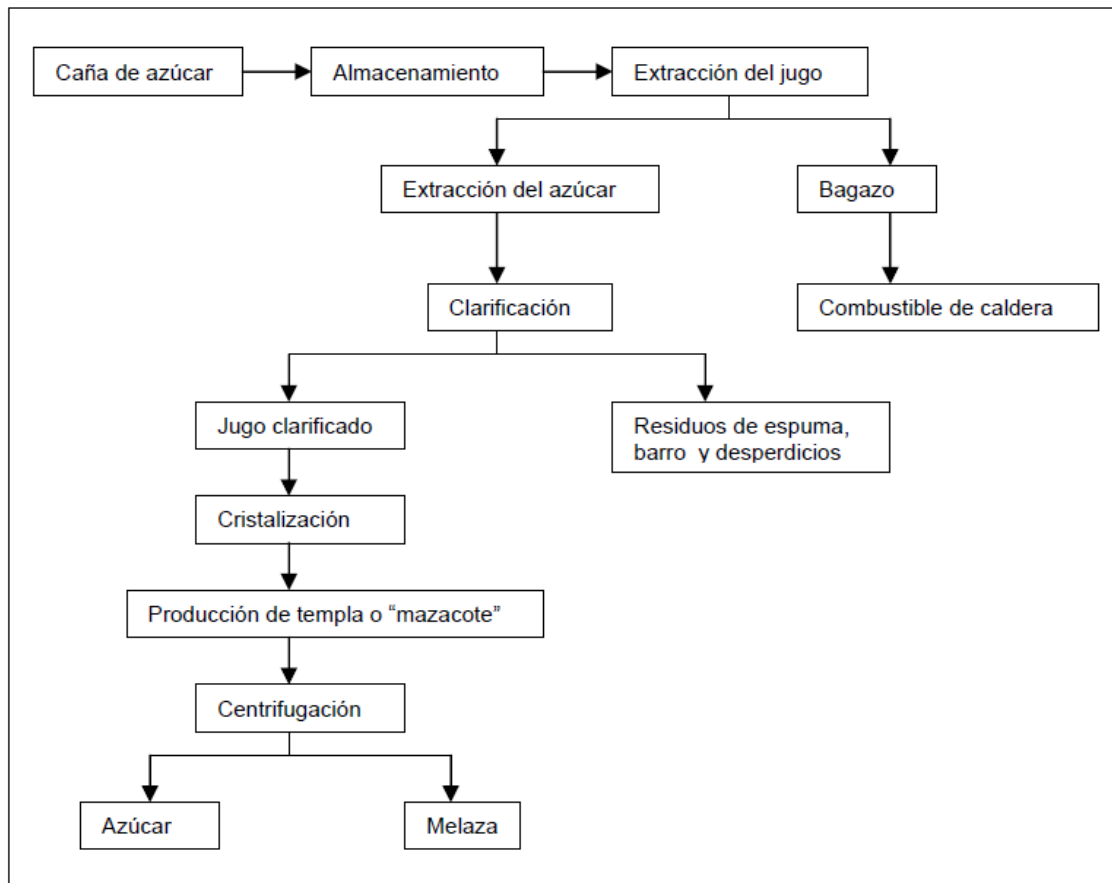 Caña de azúcar
Almacenamiento
Extracción del jugo
Extracción del azúcar
Bagazo
Clarificación
Combustible de caldera
Jugo clarificado
Residuos de espuma,
barro y desperdicios
Cristalización
Producción de templa o “mazacote”
Centrifugación
Azúcar
Melaza